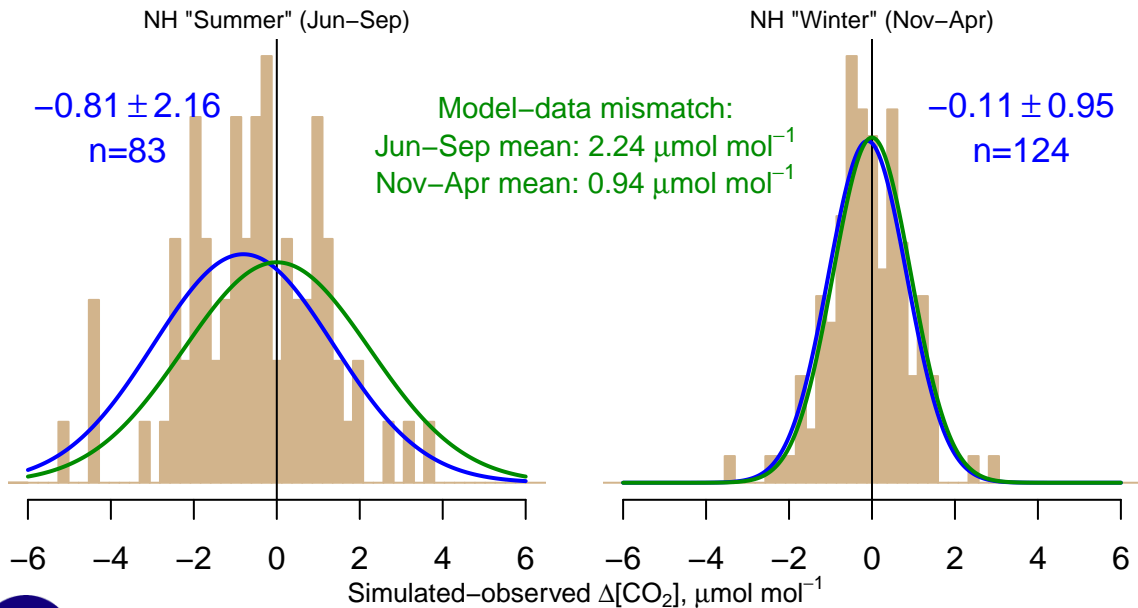 NH "Summer" (Jun−Sep)
−0.81 ± 2.16
n=83
Model−data mismatch:
Jun−Sep mean: 2.24 μmol mol⁻¹
Nov−Apr mean: 0.94 μmol mol⁻¹
NH "Winter" (Nov−Apr)
−0.11 ± 0.95
n=124
−6 −4 −2 0 2 4 6
−6 −4 −2 0 2 4 6
Simulated−observed Δ[CO₂], μmol mol⁻¹